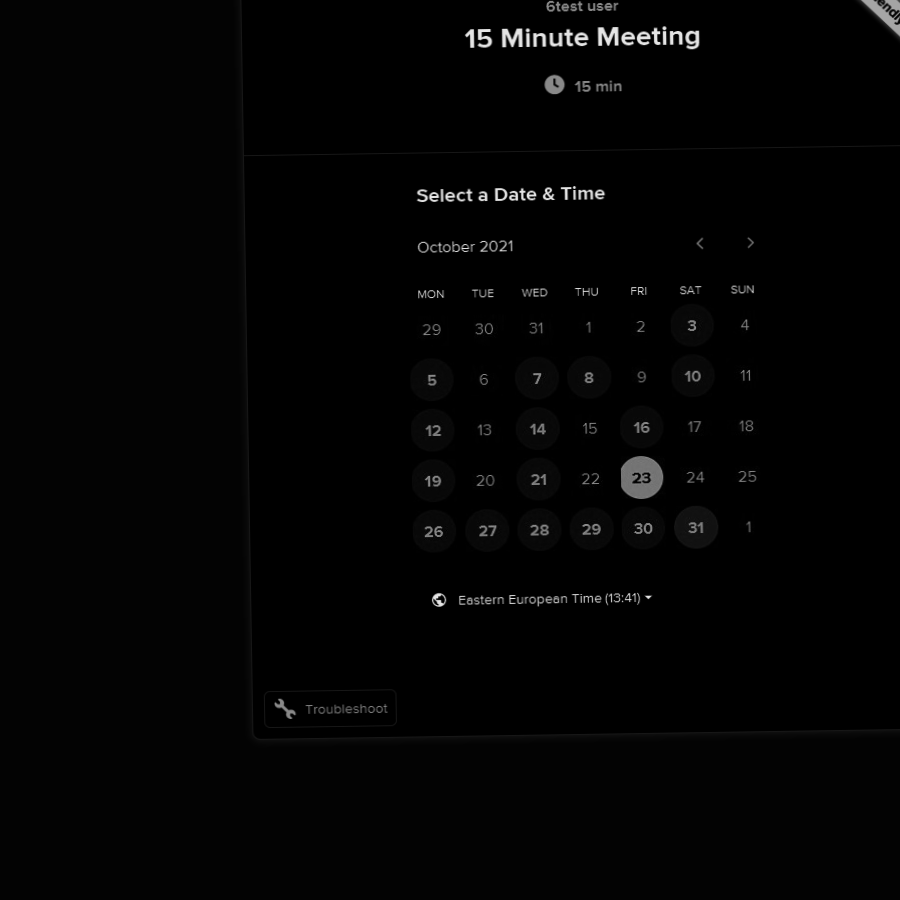 6test user
15 Minute Meeting
15 min
Select a Date & Time
October 2021
MON TUE WED THU FRI SAT SUN
29 30 31 1 2 3 4
5 6 7 8 9 10 11
12 13 14 15 16 17 18
19 20 21 22 23 24 25
26 27 28 29 30 31 1
Eastern European Time (13:41)
Troubleshoot